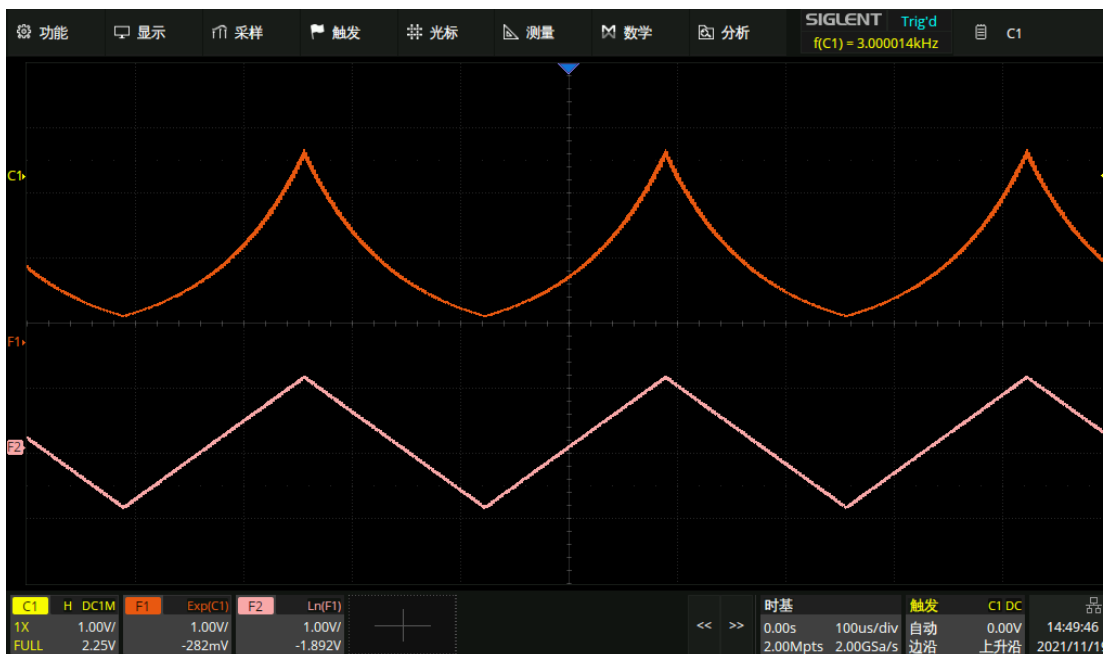 功能 显示 采样 触发 光标 测量 数学 分析 SIGLENT Trig'd C1
f(C1) = 3.000014kHz
C1
F1
F2
C1 H DC1M F1 Exp(C1) F2 Ln(F1) 时基 触发 C1 DC
1X 1.00V/ 1.00V/ 1.00V/ << >> 0.00s 100us/div 自动 0.00V 14:49:46
FULL 2.25V -282mV -1.892V 2.00Mpts 2.00GSa/s 边沿 上升沿 2021/11/19